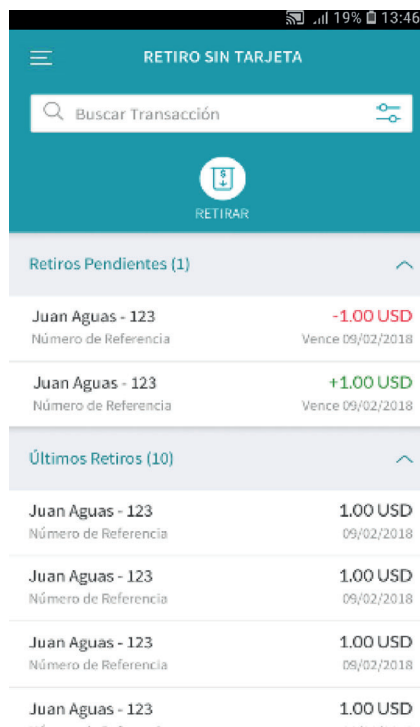 19% 13:46
RETIRO SIN TARJETA
Buscar Transacción
RETIRAR
Retiros Pendientes (1)
Juan Aguas - 123 -1.00 USD
Número de Referencia Vence 09/02/2018
Juan Aguas - 123 +1.00 USD
Número de Referencia Vence 09/02/2018
Últimos Retiros (10)
Juan Aguas - 123 1.00 USD
Número de Referencia 09/02/2018
Juan Aguas - 123 1.00 USD
Número de Referencia 09/02/2018
Juan Aguas - 123 1.00 USD
Número de Referencia 09/02/2018
Juan Aguas - 123 1.00 USD